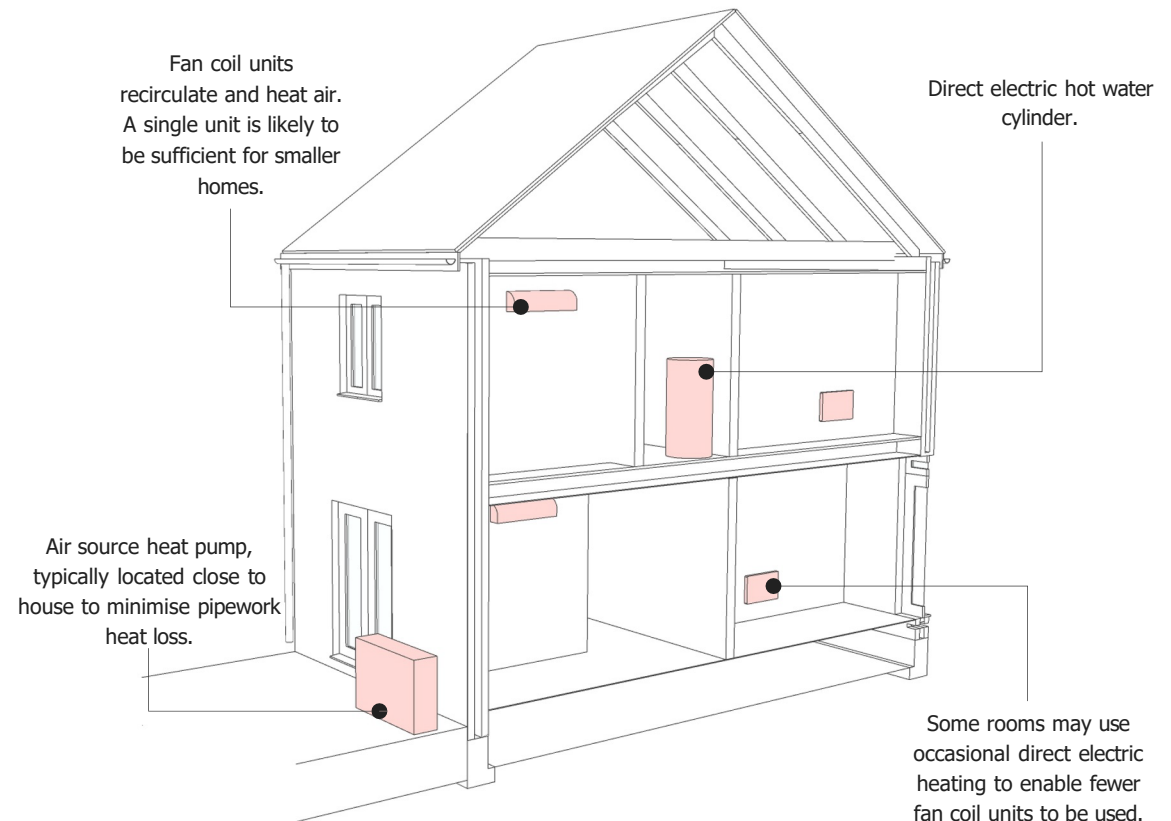 Fan coil units
recirculate and heat air.
A single unit is likely to
be sufficient for smaller
homes.
Direct electric hot water
cylinder.
Air source heat pump,
typically located close to
house to minimise pipework
heat loss.
Some rooms may use
occasional direct electric
heating to enable fewer
fan coil units to be used.